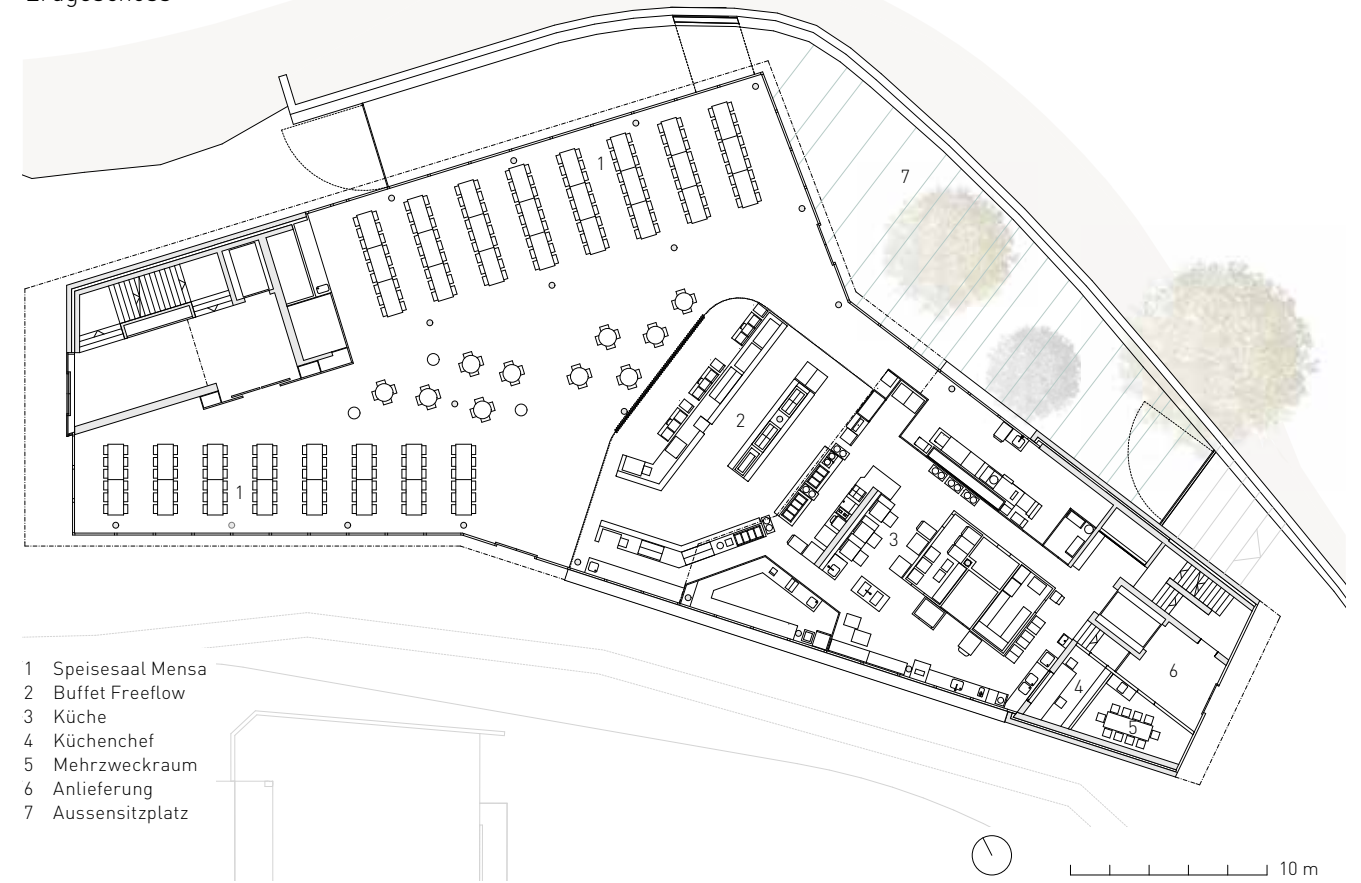 Erdgeschoss
1
7
2
1
3
6
4
5
1 Speisesaal Mensa
2 Buffet Freeflow
3 Küche
4 Küchenchef
5 Mehrzweckraum
6 Anlieferung
7 Aussensitzplatz
10 m